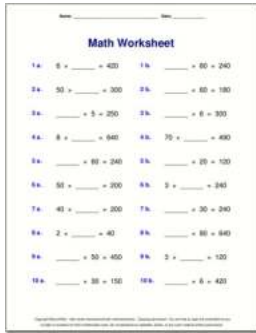 Name: Date:
Math Worksheet
1 a. 6 × ____ = 420 1 b. ____ × 80 = 240
2 a. 50 × ____ = 300 2 b. ____ × 60 = 180
3 a. ____ × 5 = 250 3 b. ____ × 6 = 300
4 a. 8 × ____ = 640 4 b. 70 × ____ = 490
5 a. ____ × 60 = 240 5 b. ____ × 20 = 120
6 a. 50 × ____ = 200 6 b. 3 × ____ = 240
7 a. 40 × ____ = 200 7 b. ____ × 30 = 240
8 a. 2 × ____ = 40 8 b. ____ × 80 = 640
9 a. ____ × 50 = 450 9 b. 3 × ____ = 120
10 a. ____ × 30 = 150 10 b. ____ × 6 = 420